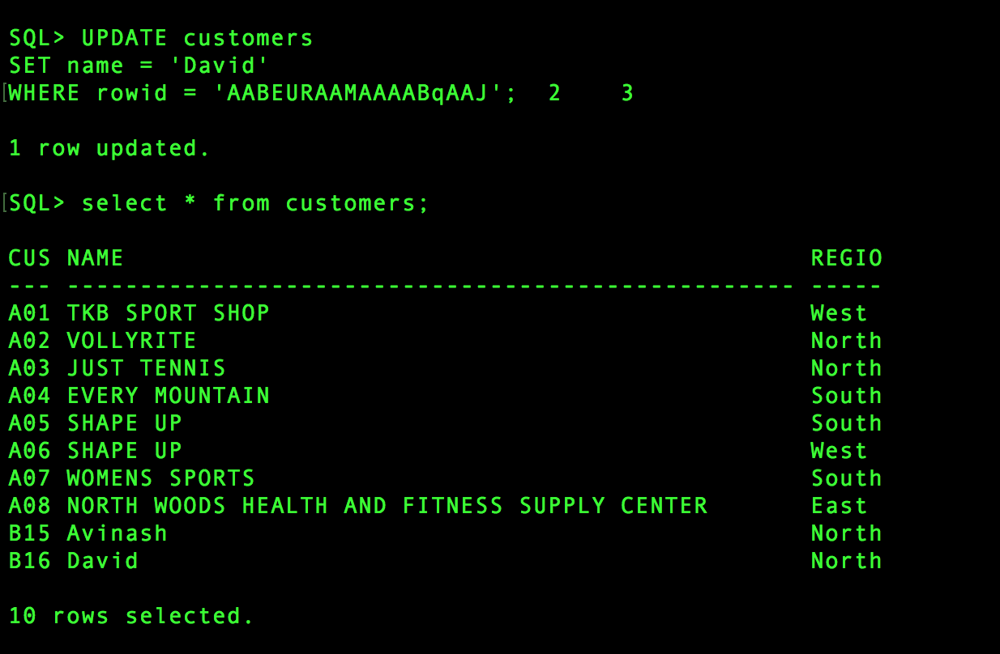 SQL> UPDATE customers
SET name = 'David'
WHERE rowid = 'AABEURAAMAAAABqAAJ';  2    3
1 row updated.
SQL> select * from customers;
CUS NAME                                               REGIO
--- -------------------------------------------------- -----
A01 TKB SPORT SHOP                                     West
A02 VOLLYRITE                                          North
A03 JUST TENNIS                                        North
A04 EVERY MOUNTAIN                                     South
A05 SHAPE UP                                           South
A06 SHAPE UP                                           West
A07 WOMENS SPORTS                                      South
A08 NORTH WOODS HEALTH AND FITNESS SUPPLY CENTER       East
B15 Avinash                                            North
B16 David                                              North
10 rows selected.